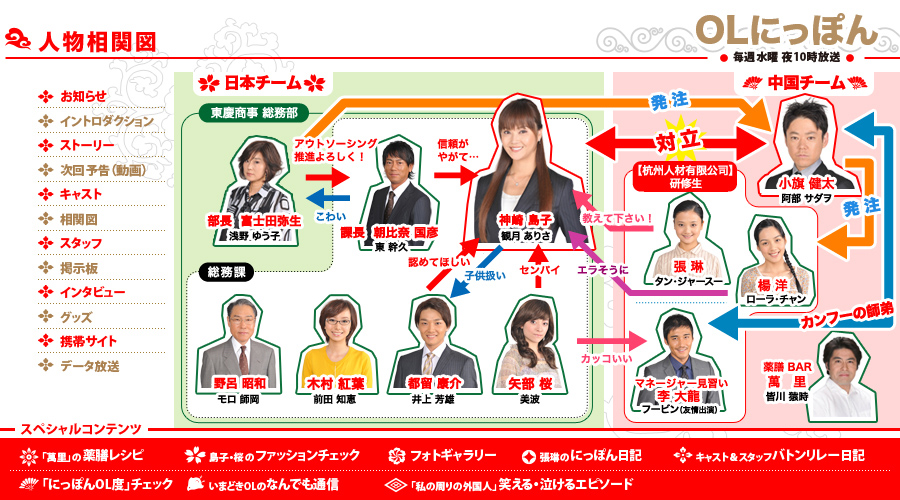 人物相関図
OLにっぽん
毎週水曜 夜10時放送
お知らせ
イントロダクション
ストーリー
次回予告(動画)
キャスト
相関図
スタッフ
掲示板
インタビュー
グッズ
携帯サイト
データ放送
日本チーム
中国チーム
東慶商事 総務部
発注
対立
アウトソーシング
推進よろしく!
信頼が
やがて…
こわい
部長 富士田弥生
浅野 ゆう子
課長 朝比奈 国彦
東 幹久
神崎 島子
観月 ありさ
小旗 健太
阿部 サダヲ
発注
【杭州人材有限公司】
研修生
教えて下さい!
張 琳
タン・ジャースー
楊 洋
ローラ・チャン
エラそうに
カンフーの師弟
総務課
認めてほしい
子供扱い
センパイ
カッコいい
野呂 昭和
モロ 師岡
木村 紅葉
前田 知恵
都留 康介
井上 芳雄
矢部 桜
美波
マネージャー見習い
李 大龍
フービン(友情出演)
薬膳 BAR
萬 里
皆川 猿時
スペシャルコンテンツ
「萬里」の薬膳レシピ
島子・桜のファッションチェック
フォトギャラリー
張琳のにっぽん日記
キャスト&スタッフバトンリレー日記
「にっぽんOL度」チェック
いまどきOLのなんでも通信
「私の周りの外国人」笑える・泣けるエピソード